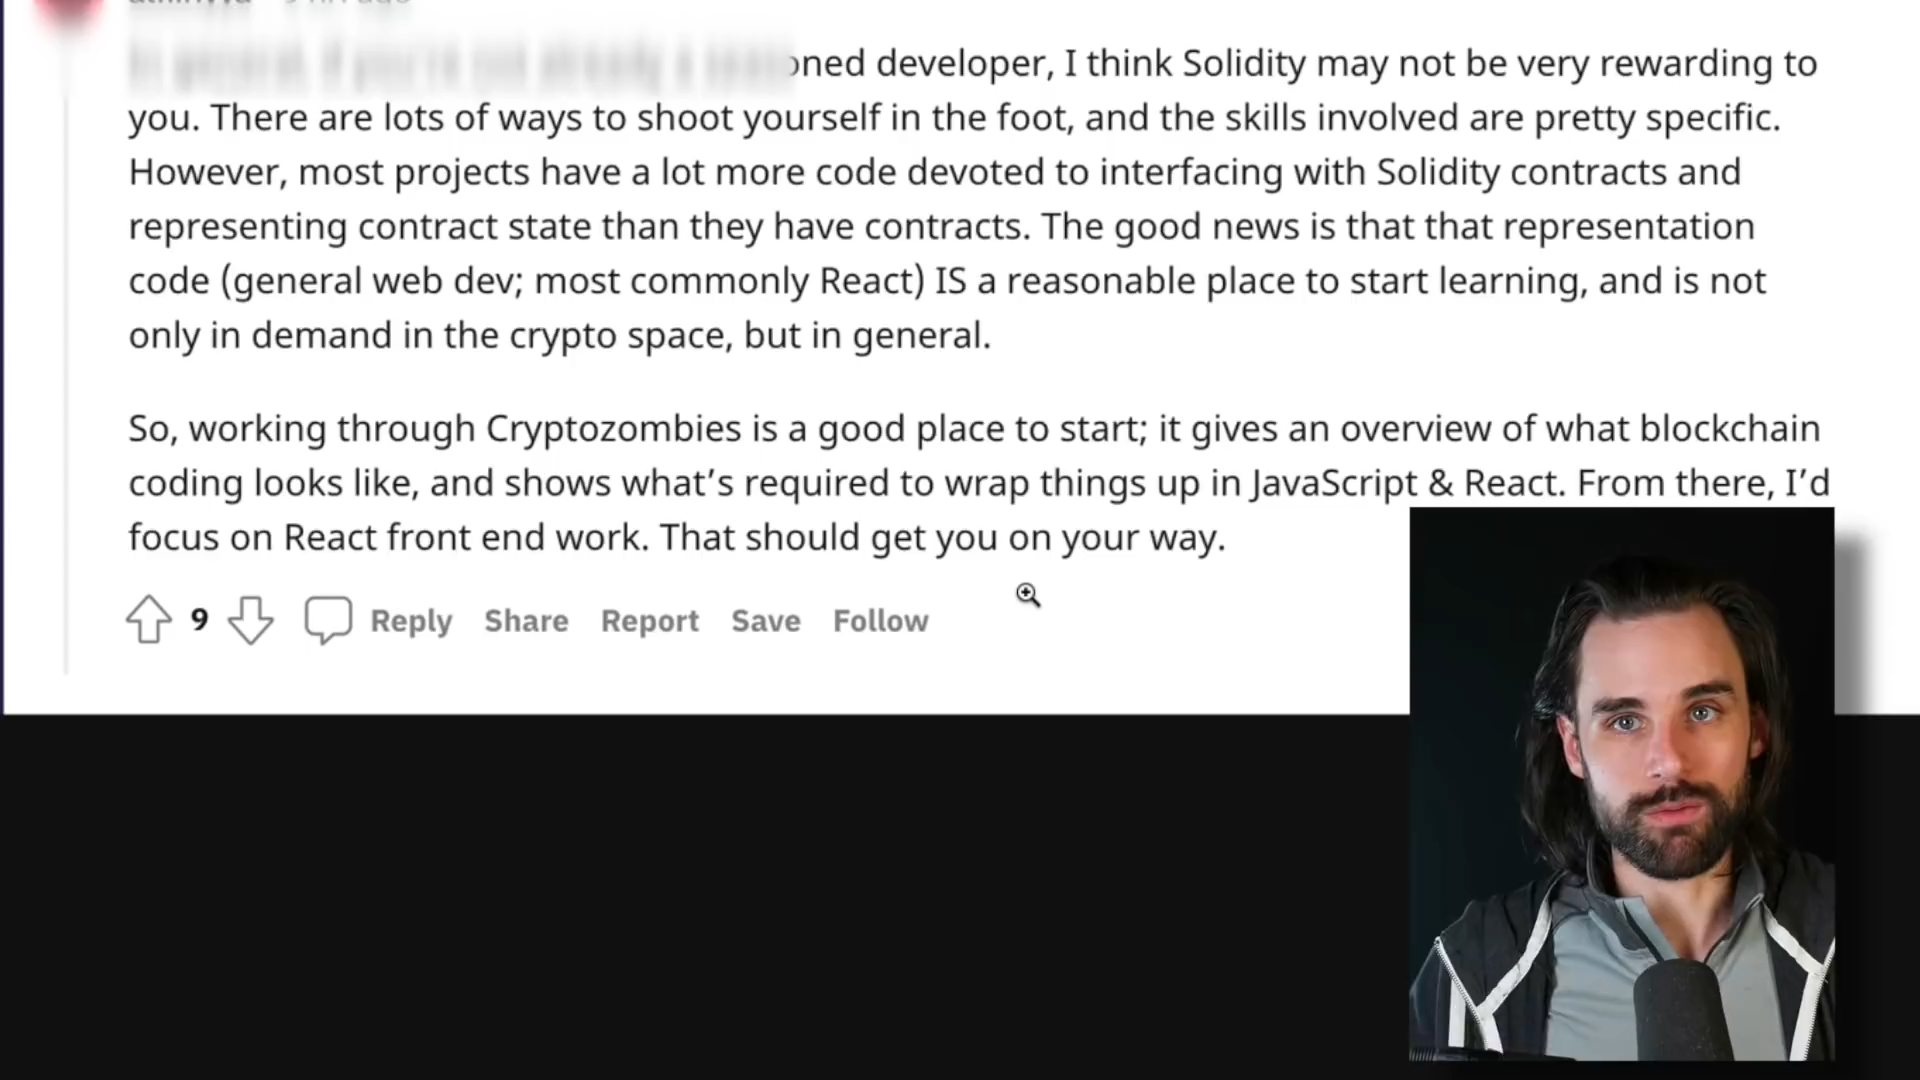 developer, I think Solidity may not be very rewarding to
you. There are lots of ways to shoot yourself in the foot, and the skills involved are pretty specific.
However, most projects have a lot more code devoted to interfacing with Solidity contracts and
representing contract state than they have contracts. The good news is that that representation
code (general web dev; most commonly React) IS a reasonable place to start learning, and is not
only in demand in the crypto space, but in general.
So, working through Cryptozombies is a good place to start; it gives an overview of what blockchain
coding looks like, and shows what’s required to wrap things up in JavaScript & React. From there, I’d
focus on React front end work. That should get you on your way.
9 Reply Share Report Save Follow